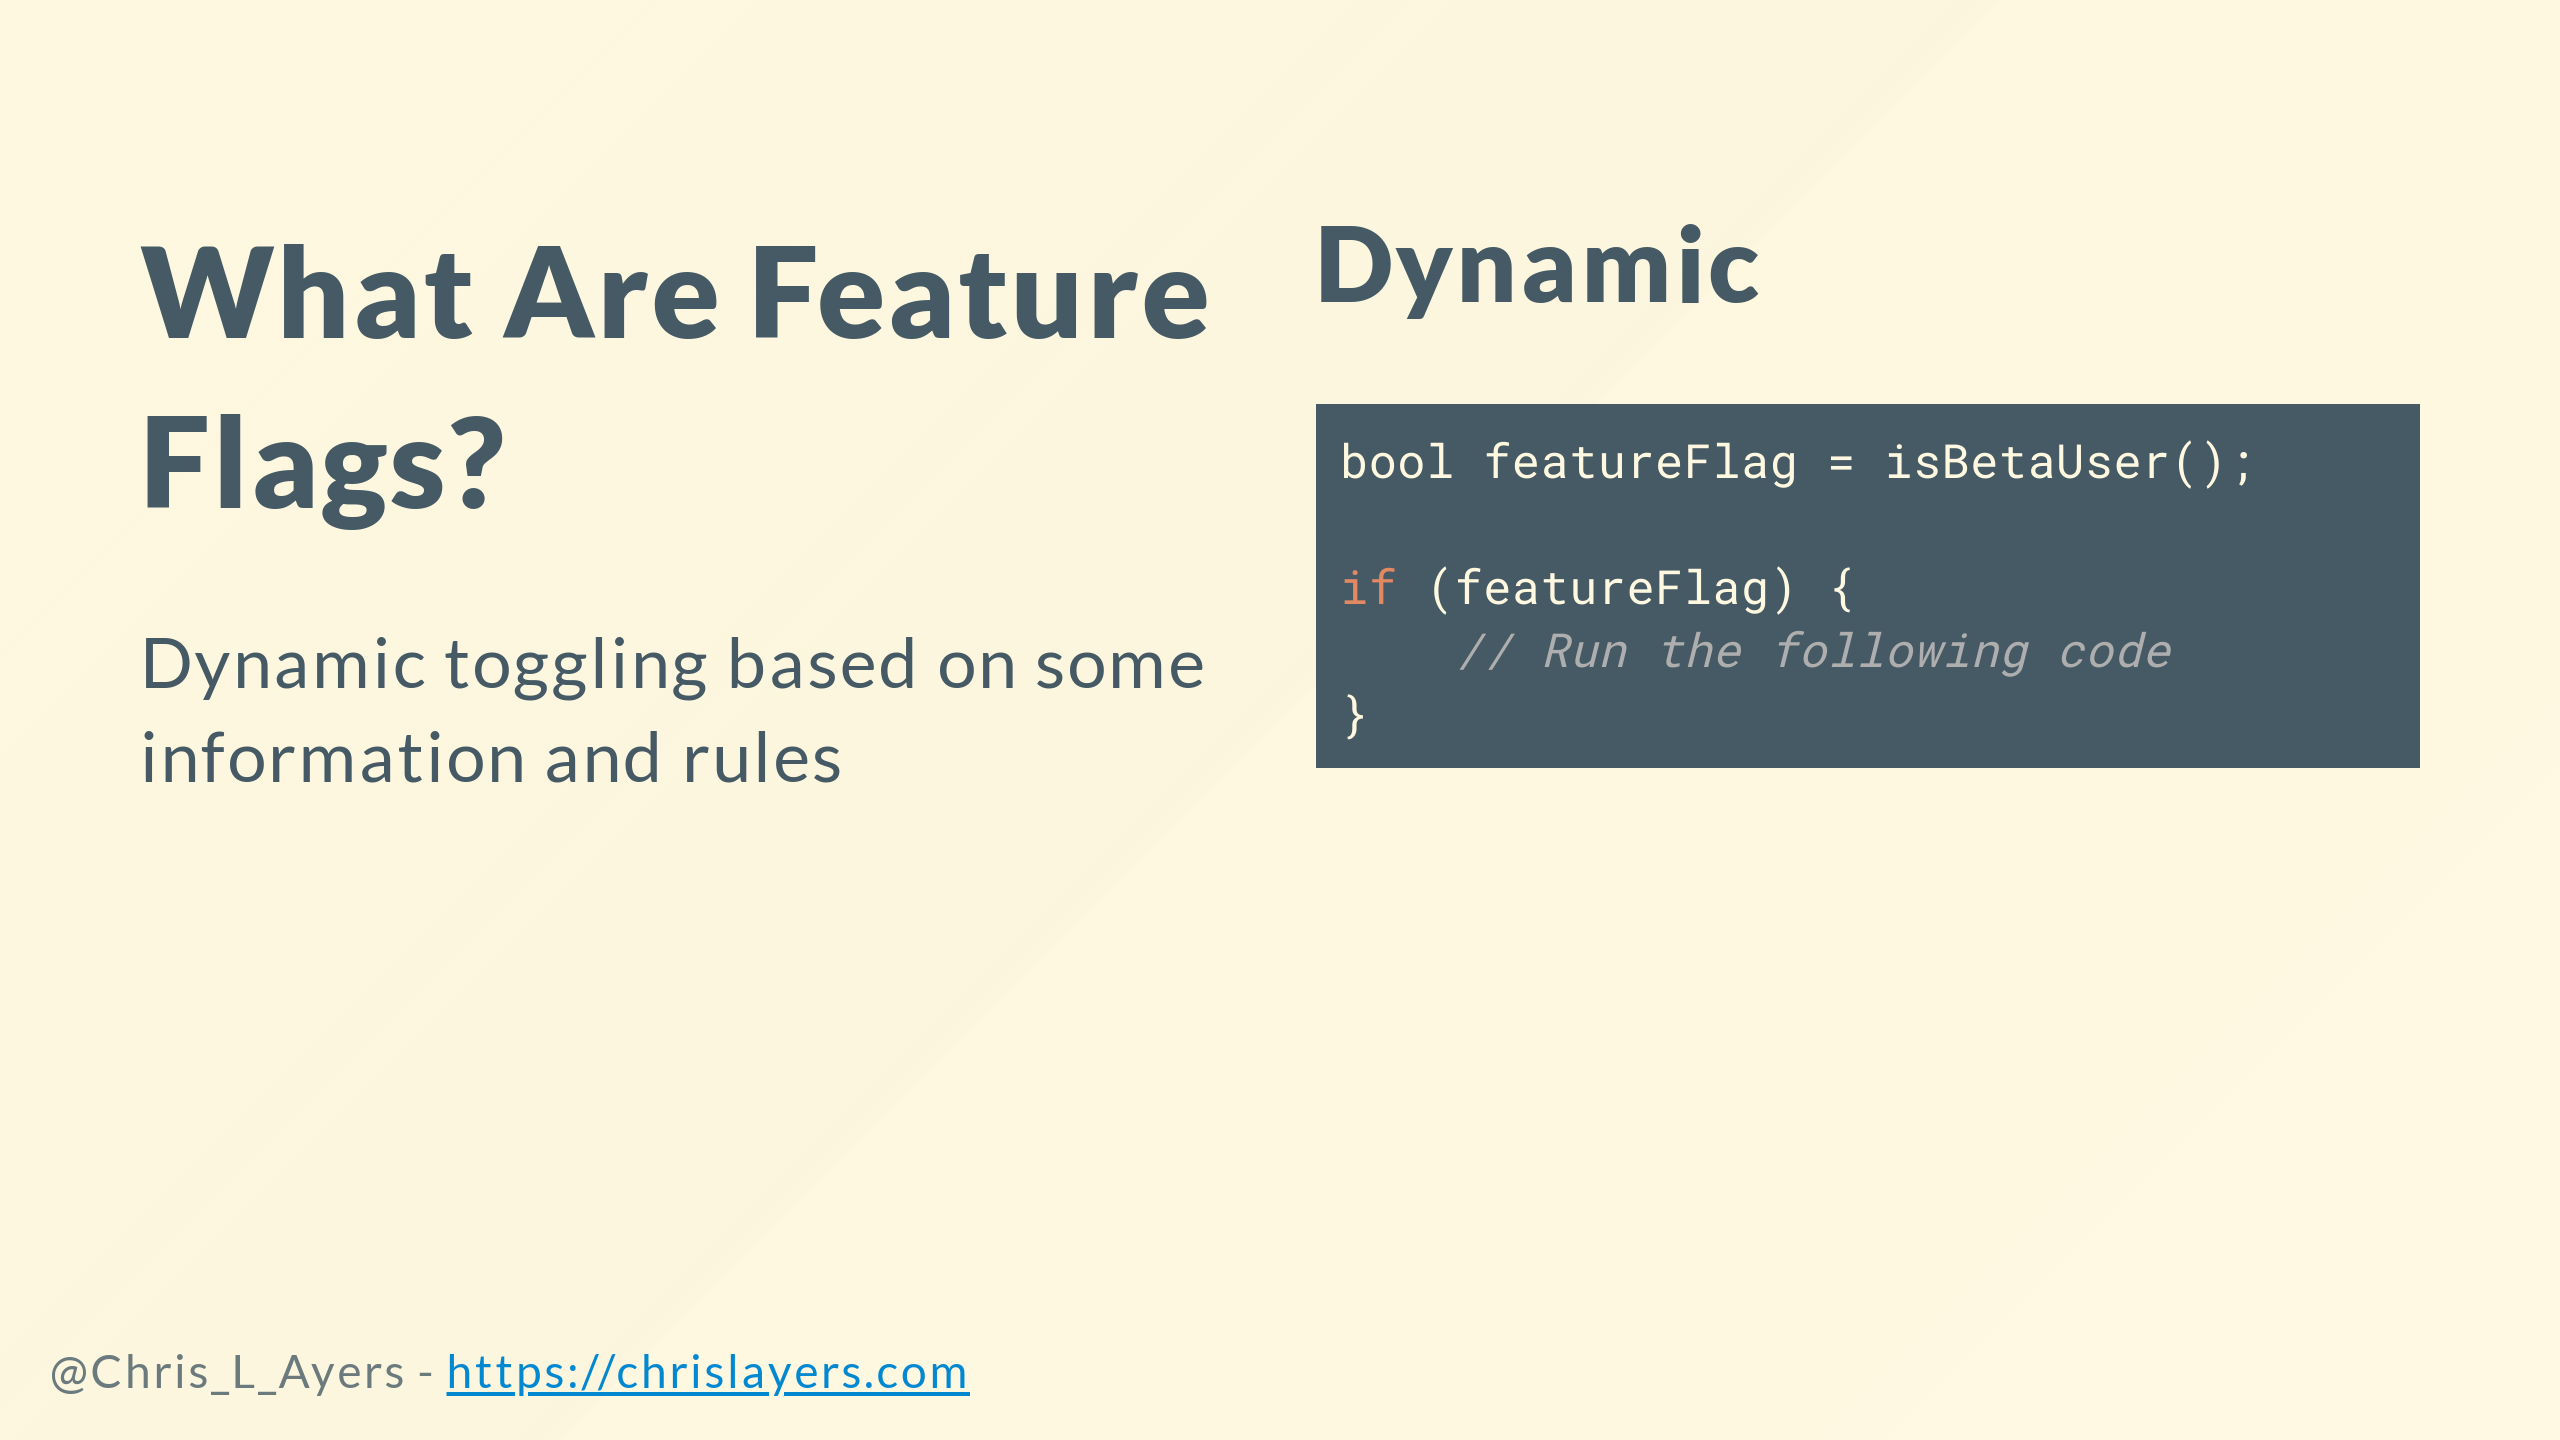 What Are Feature
Flags?
Dynamic toggling based on some
information and rules
Dynamic
bool featureFlag = isBetaUser();
if (featureFlag) {
    // Run the following code
}
@Chris_L_Ayers - https://chrislayers.com